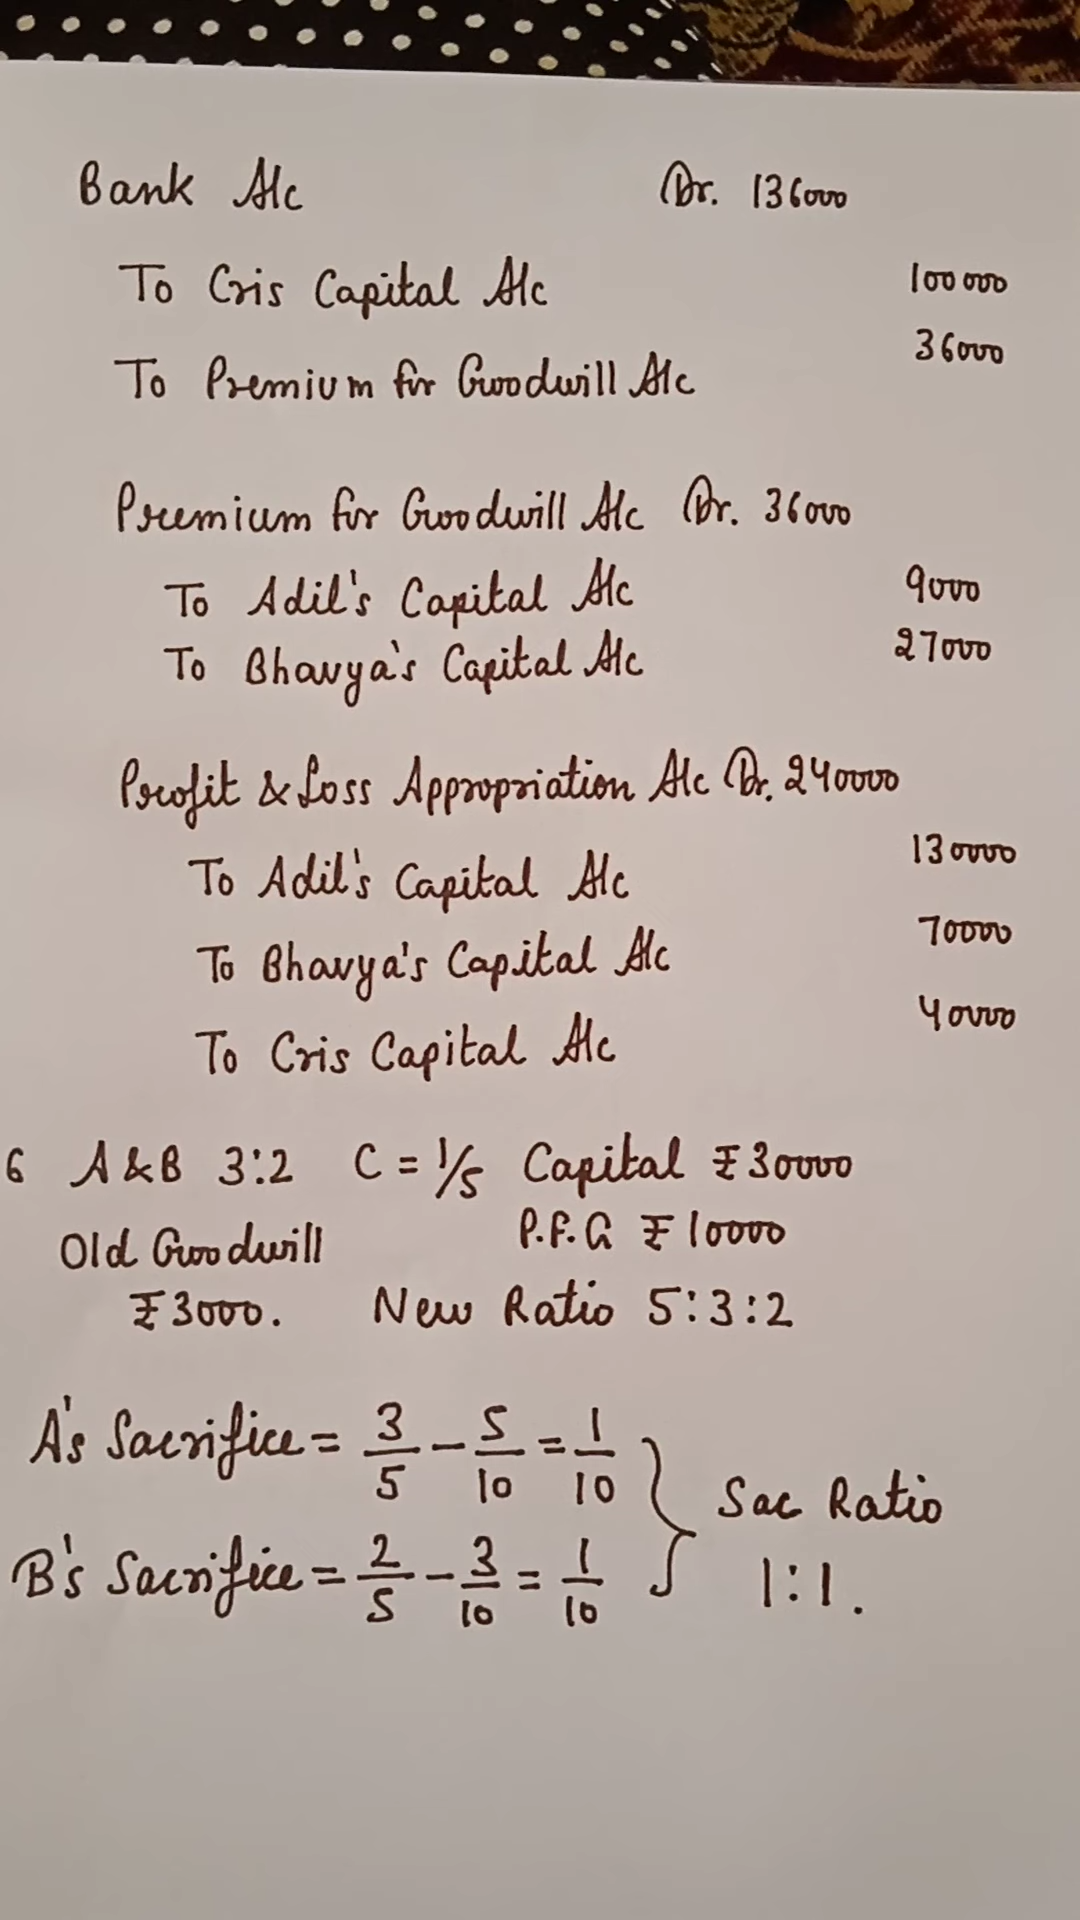 Bank A/c Dr. 136000
To Cris Capital A/c 100000
To Premium for Goodwill A/c 36000
Premium for Goodwill A/c Dr. 36000
To Adil's Capital A/c 9000
To Bhavya's Capital A/c 27000
Profit & Loss Appropriation A/c Dr. 240000
To Adil's Capital A/c 130000
To Bhavya's Capital A/c 70000
To Cris Capital A/c 40000
6 A & B 3:2 C = 1/5 Capital ₹30000
Old Goodwill P.F.G ₹10000
₹3000. New Ratio 5:3:2
A's Sacrifice = 3/5 - 5/10 = 1/10
Sac Ratio
B's Sacrifice = 2/5 - 3/10 = 1/10
1:1.